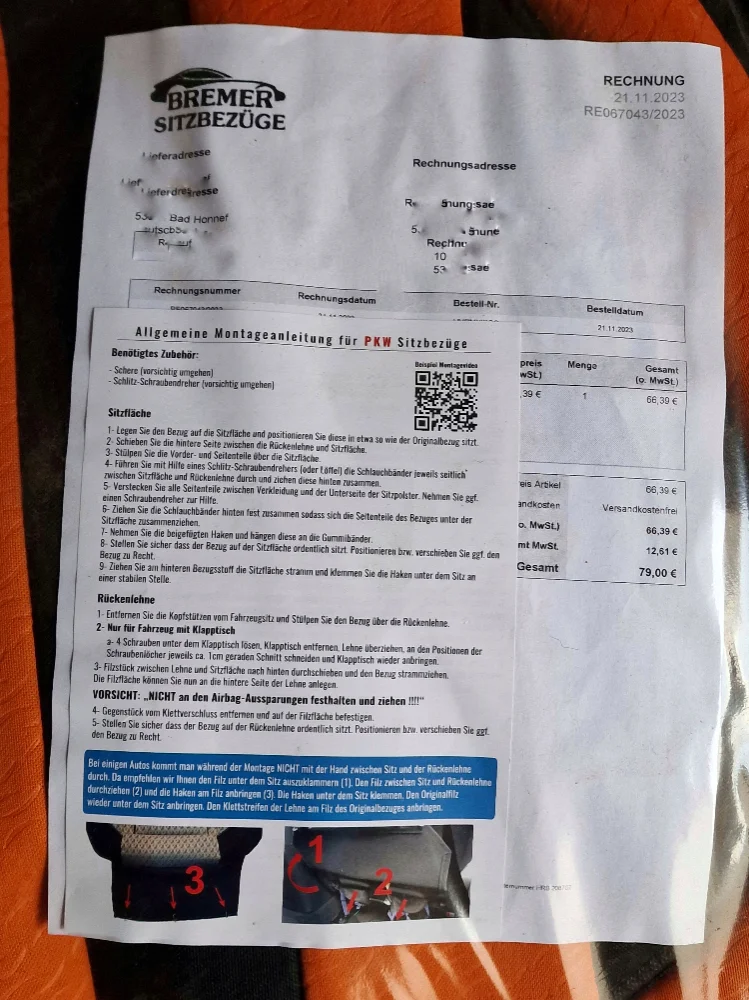 BREMER
SITZBEZÜGE
RECHNUNG
21.11.2023
RE067043/2023
Rechnungsadresse
Bad Honnef
10
Rechnungsnummer
Rechnungsdatum
Bestell-Nr.
Bestelldatum
21.11.2023
Menge
Gesamt
(o. MwSt.)
,39 €
1
66,39 €
66,39 €
Versandkostenfrei
o. MwSt.)
66,39 €
MwSt.
12,61 €
Gesamt
79,00 €
Allgemeine Montageanleitung für PKW Sitzbezüge
Benötigtes Zubehör:
- Schere (vorsichtig umgehen)
- Schlitz-Schraubendreher (vorsichtig umgehen)
Beispiel Montagevideo
Sitzfläche
1- Legen Sie den Bezug auf die Sitzfläche und positionieren Sie diese in etwa so wie der Originalbezug sitzt.
2- Schieben Sie die hintere Seite zwischen die Rückenlehne und Sitzfläche.
3- Stülpen Sie die Vorder- und Seitenteile über die Sitzfläche.
4- Führen Sie mit Hilfe eines Schlitz-Schraubendrehers (oder Löffel) die Schlauchbänder jeweils seitlich
zwischen Sitzfläche und Rückenlehne durch und ziehen diese hinten zusammen.
5- Verstecken Sie alle Seitenteile zwischen Verkleidung und der Unterseite der Sitzpolster. Nehmen Sie ggf.
einen Schraubendreher zur Hilfe.
6- Ziehen Sie die Schlauchbänder hinten fest zusammen sodass sich die Seitenteile des Bezuges unter der
Sitzfläche zusammenziehen.
7- Nehmen Sie die beigefügten Haken und hängen diese an die Gummibänder.
8- Stellen Sie sicher dass der Bezug auf der Sitzfläche ordentlich sitzt. Positionieren bzw. verschieben Sie ggf. den
Bezug zu Recht.
9- Ziehen Sie am hinteren Bezugsstoff die Sitzfläche stramm und klemmen Sie die Haken unter dem Sitz an
einer stabilen Stelle.
Rückenlehne
1- Entfernen Sie die Kopfstützen vom Fahrzeugsitz und Stülpen Sie den Bezug über die Rückenlehne.
2- Nur für Fahrzeug mit Klapptisch
a- 4 Schrauben unter dem Klapptisch lösen, Klapptisch entfernen, Lehne überziehen, an den Positionen der
Schraubenlöcher jeweils ca. 1cm geraden Schnitt schneiden und Klapptisch wieder anbringen.
3- Filzstück zwischen Lehne und Sitzfläche nach hinten durchschieben und den Bezug strammziehen.
Die Filzfläche können Sie nun an die hintere Seite der Lehne anlegen.
VORSICHT: „NICHT an den Airbag-Aussparungen festhalten und ziehen !!!!"
4- Gegenstück vom Klettverschluss entfernen und auf der Filzfläche befestigen.
5- Stellen Sie sicher dass der Bezug auf der Rückenlehne ordentlich sitzt. Positionieren bzw. verschieben Sie ggf.
den Bezug zu Recht.
Bei einigen Autos kommt man während der Montage NICHT mit der Hand zwischen Sitz und der Rückenlehne
durch. Da empfehlen wir Ihnen den Filz unter dem Sitz auszuklammern (1). Den Filz zwischen Sitz und Rückenlehne
durchziehen (2) und die Haken am Filz anbringen (3). Die Haken unter dem Sitz klemmen. Den Originalfilz
wieder unter dem Sitz anbringen. Den Klettstreifen der Lehne am Filz des Originalbezuges anbringen.
3
1
2